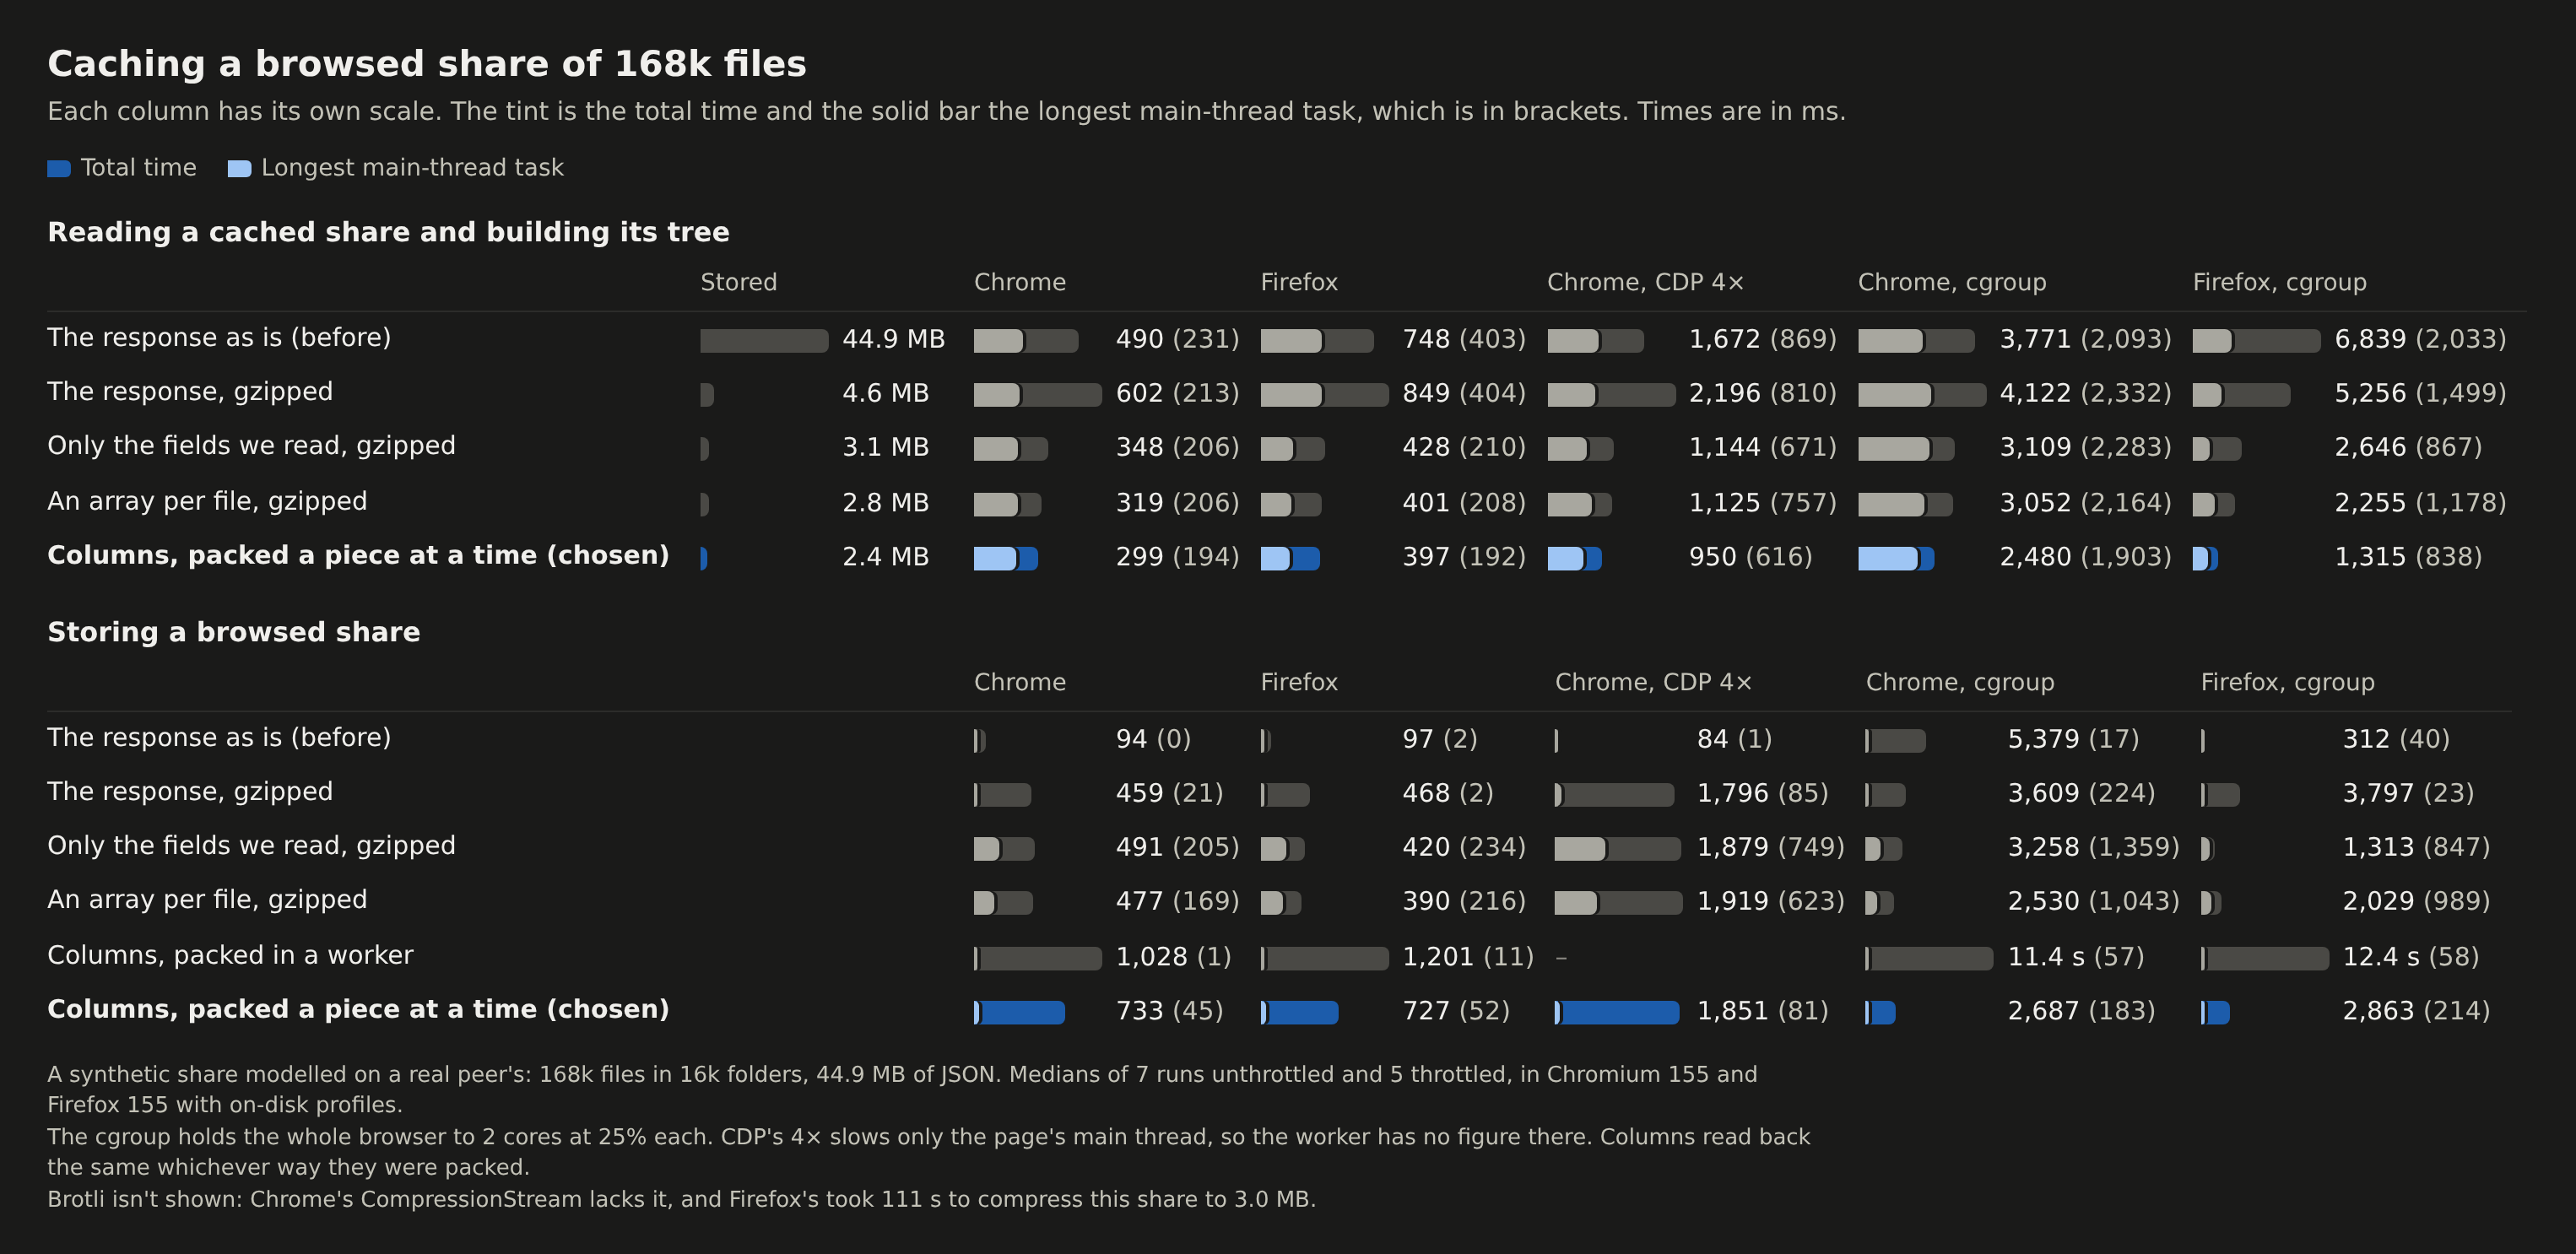 Caching a browsed share of 168k files
Each column has its own scale. The tint is the total time and the solid bar the longest main-thread task, which is in brackets. Times are in ms.
Total time Longest main-thread task
Reading a cached share and building its tree
Stored Chrome Firefox Chrome, CDP 4× Chrome, cgroup Firefox, cgroup
The response as is (before) 44.9 MB 490 (231) 748 (403) 1,672 (869) 3,771 (2,093) 6,839 (2,033)
The response, gzipped 4.6 MB 602 (213) 849 (404) 2,196 (810) 4,122 (2,332) 5,256 (1,499)
Only the fields we read, gzipped 3.1 MB 348 (206) 428 (210) 1,144 (671) 3,109 (2,283) 2,646 (867)
An array per file, gzipped 2.8 MB 319 (206) 401 (208) 1,125 (757) 3,052 (2,164) 2,255 (1,178)
Columns, packed a piece at a time (chosen) 2.4 MB 299 (194) 397 (192) 950 (616) 2,480 (1,903) 1,315 (838)
Storing a browsed share
Chrome Firefox Chrome, CDP 4× Chrome, cgroup Firefox, cgroup
The response as is (before) 94 (0) 97 (2) 84 (1) 5,379 (17) 312 (40)
The response, gzipped 459 (21) 468 (2) 1,796 (85) 3,609 (224) 3,797 (23)
Only the fields we read, gzipped 491 (205) 420 (234) 1,879 (749) 3,258 (1,359) 1,313 (847)
An array per file, gzipped 477 (169) 390 (216) 1,919 (623) 2,530 (1,043) 2,029 (989)
Columns, packed in a worker 1,028 (1) 1,201 (11) – 11.4 s (57) 12.4 s (58)
Columns, packed a piece at a time (chosen) 733 (45) 727 (52) 1,851 (81) 2,687 (183) 2,863 (214)
A synthetic share modelled on a real peer's: 168k files in 16k folders, 44.9 MB of JSON. Medians of 7 runs unthrottled and 5 throttled, in Chromium 155 and
Firefox 155 with on-disk profiles.
The cgroup holds the whole browser to 2 cores at 25% each. CDP's 4× slows only the page's main thread, so the worker has no figure there. Columns read back
the same whichever way they were packed.
Brotli isn't shown: Chrome's CompressionStream lacks it, and Firefox's took 111 s to compress this share to 3.0 MB.